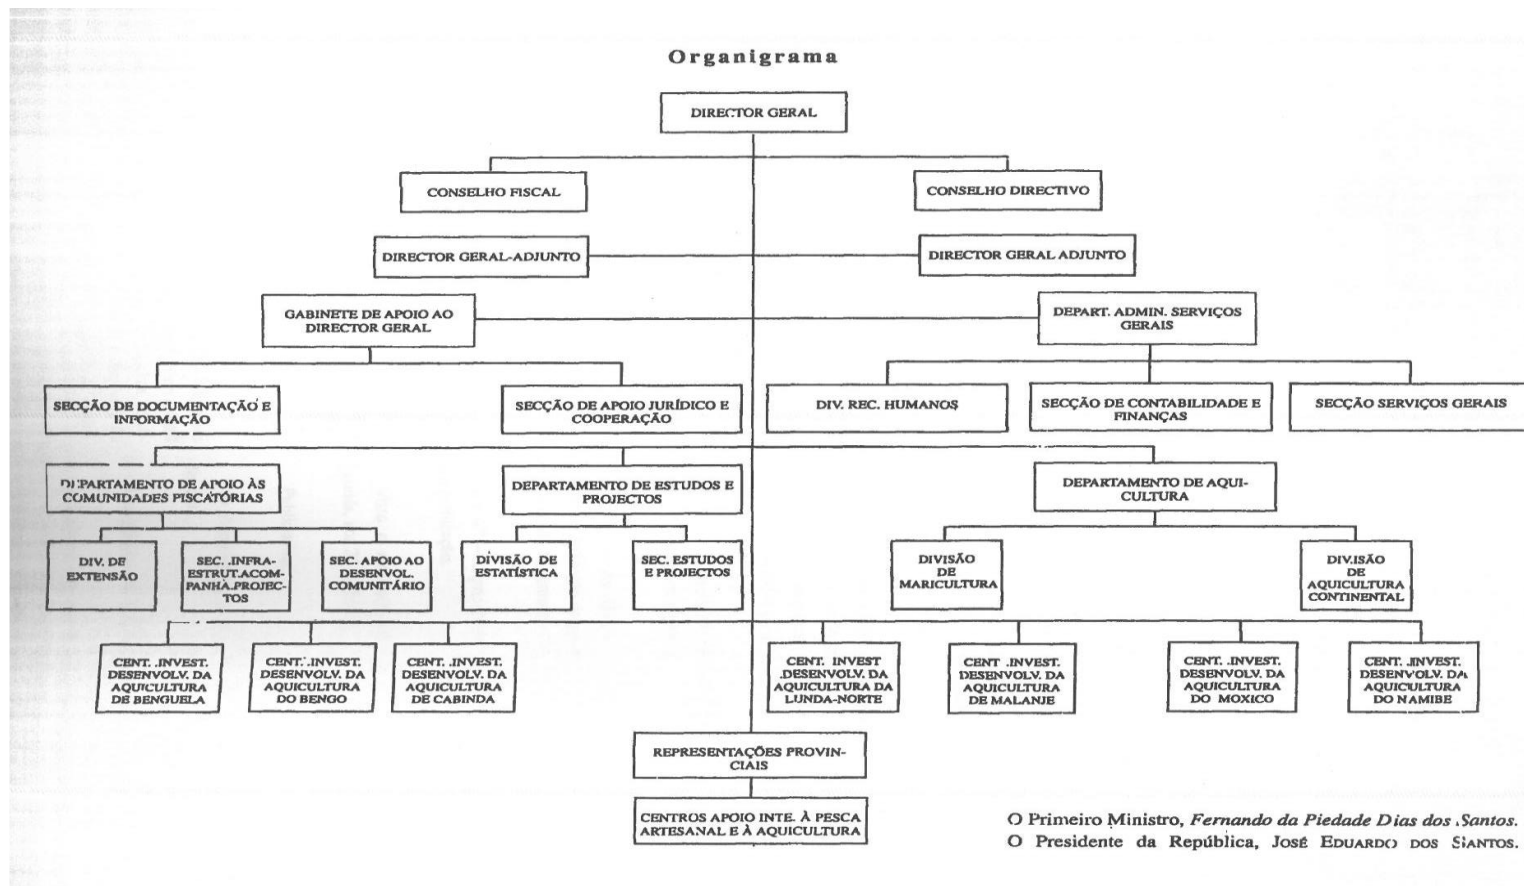 Organigrama
DIRECTOR GERAL
CONSELHO FISCAL
CONSELHO DIRECTIVO
DIRECTOR GERAL-ADJUNTO
DIRECTOR GERAL ADJUNTO
GABINETE DE APOIO AO
DIRECTOR GERAL
DEPART. ADMIN. SERVIÇOS
GERAIS
SECÇÃO DE DOCUMENTAÇÃO E
INFORMAÇÃO
SECÇÃO DE APOIO JURÍDICO E
COOPERAÇÃO
DIV. REC. HUMANOS
SECÇÃO DE CONTABILIDADE E
FINANÇAS
SECÇÃO SERVIÇOS GERAIS
DEPARTAMENTO DE APOIO ÀS
COMUNIDADES PISCATÓRIAS
DEPARTAMENTO DE ESTUDOS E
PROJECTOS
DEPARTAMENTO DE AQUI-
CULTURA
DIV. DE
EXTENSÃO
SEC. .INFRA-
ESTRUT.ACOM-
PANHA.PROJEC-
TOS
SEC. APOIO AO
DESENVOL.
COMUNITÁRIO
DIVISÃO DE
ESTATÍSTICA
SEC. ESTUDOS
E PROJECTOS
DIVISÃO
DE
MARICULTURA
DIVISÃO
DE
AQUICULTURA
CONTINENTAL
CENT. .INVEST.
DESENVOLV. DA
AQUICULTURA
DE BENGUELA
CENT. .INVEST.
DESENVOLV. DA
AQUICULTURA
DO BENGO
CENT. .INVEST.
DESENVOLV. DA
AQUICULTURA
DE CABINDA
CENT. INVEST
.DESENVOLV. DA
AQUICULTURA DA
LUNDA-NORTE
CENT .INVEST.
DESENVOLV. DA
AQUICULTURA
DE MALANJE
CENT. .INVEST.
DESENVOLV. DA
AQUICULTURA
DO MOXICO
CENT. .INVEST.
DESENVOLV. DA
AQUICULTURA
DO NAMIBE
REPRESENTAÇÕES PROVIN-
CIAIS
CENTROS APOIO INTE. À PESCA
ARTESANAL E À AQUICULTURA
O Primeiro Ministro, Fernando da Piedade Dias dos Santos.
O Presidente da República, JOSÉ EDUARDO DOS SANTOS.